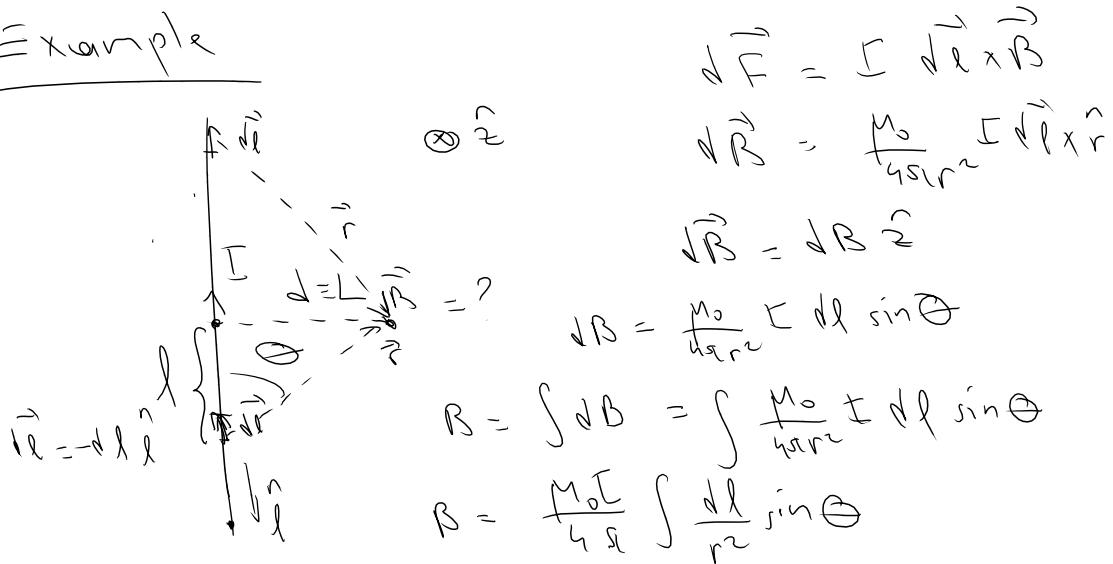 Example
dF⃗ = I dl⃗ × B⃗
⊗ ẑ
dB⃗ = μ₀/4πr² I dl⃗ × r̂
dl⃗
r⃗
dB⃗ = dB ẑ
I
d ≡ L dB⃗ = ?
θ
r⃗
dB = μ₀/4πr² I dl sinθ
l
dl⃗
dl⃗ = -dl l̂
B = ∫ dB = ∫ μ₀/4πr² I dl sinθ
l̂
B = μ₀I/4π ∫ dl/r² sinθ